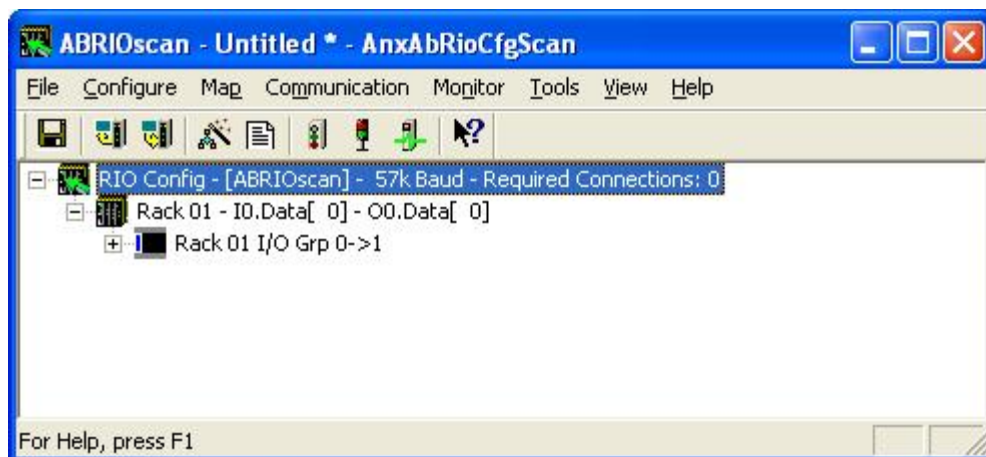 ABRIOscan - Untitled * - AnxAbRioCfgScan
File Configure Map Communication Monitor Tools View Help
RIO Config - [ABRIOscan] - 57k Baud - Required Connections: 0
Rack 01 - I0.Data[ 0] - O0.Data[ 0]
Rack 01 I/O Grp 0->1
For Help, press F1